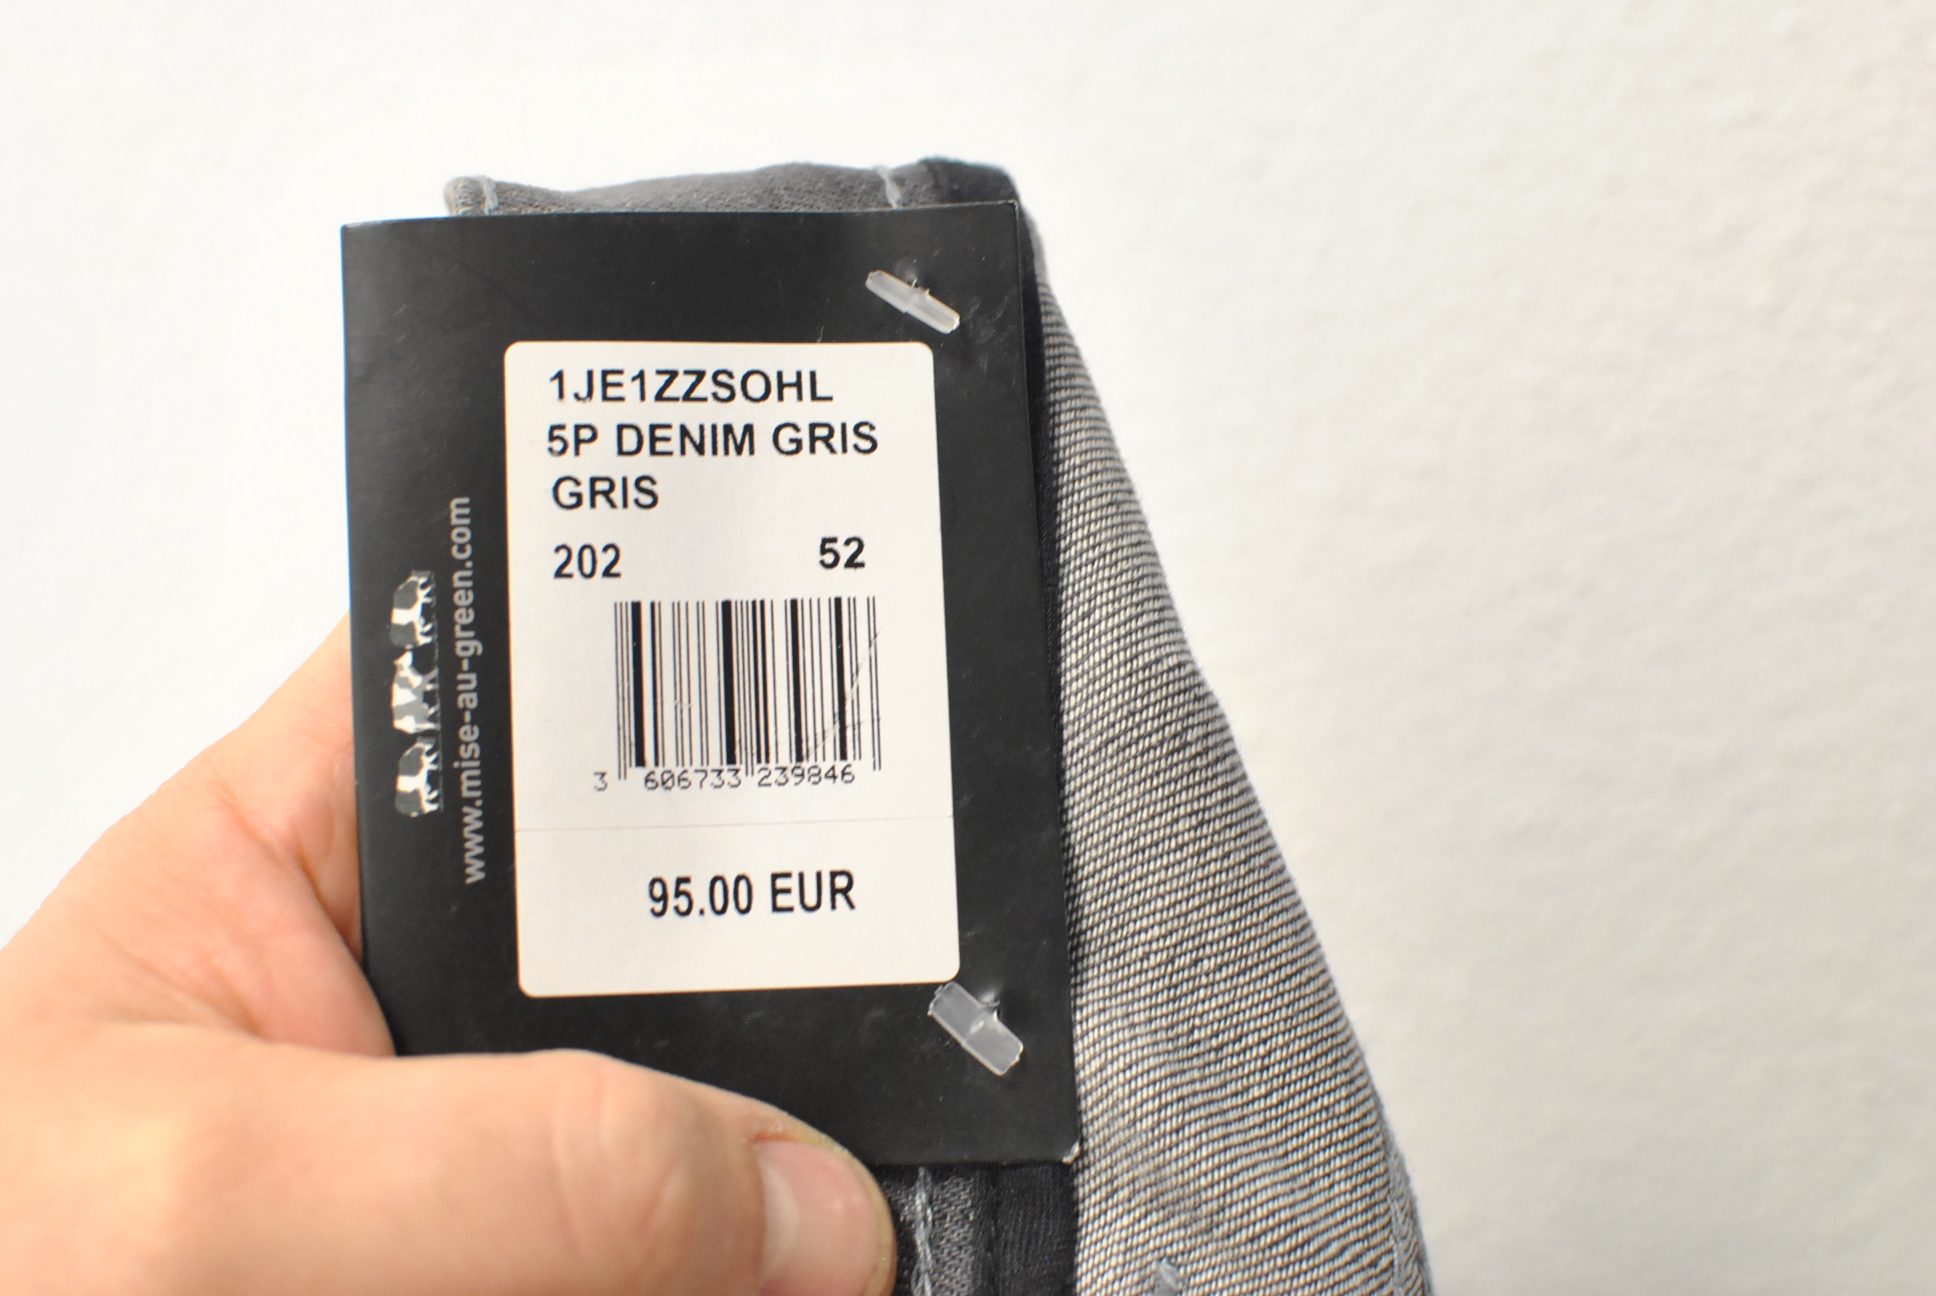 1JE1ZZSOHL
5P DENIM GRIS
GRIS
202 52
3 606733 239846
95.00 EUR
www.mise-au-green.com